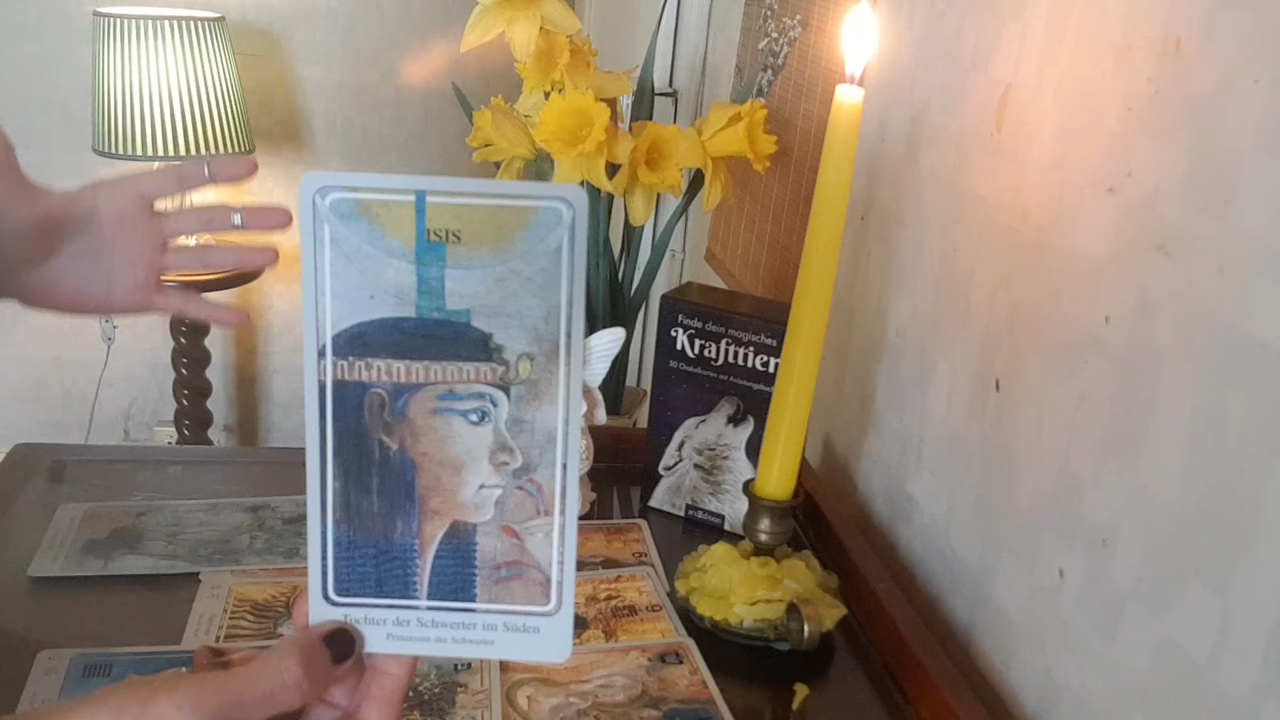 ISIS
Tochter der Schwerter im Süden
Prinzessin der Schwerter
Finde dein magisches
Krafttier
50 Orakelkarten mit Anleitungsbuch
arsEdition